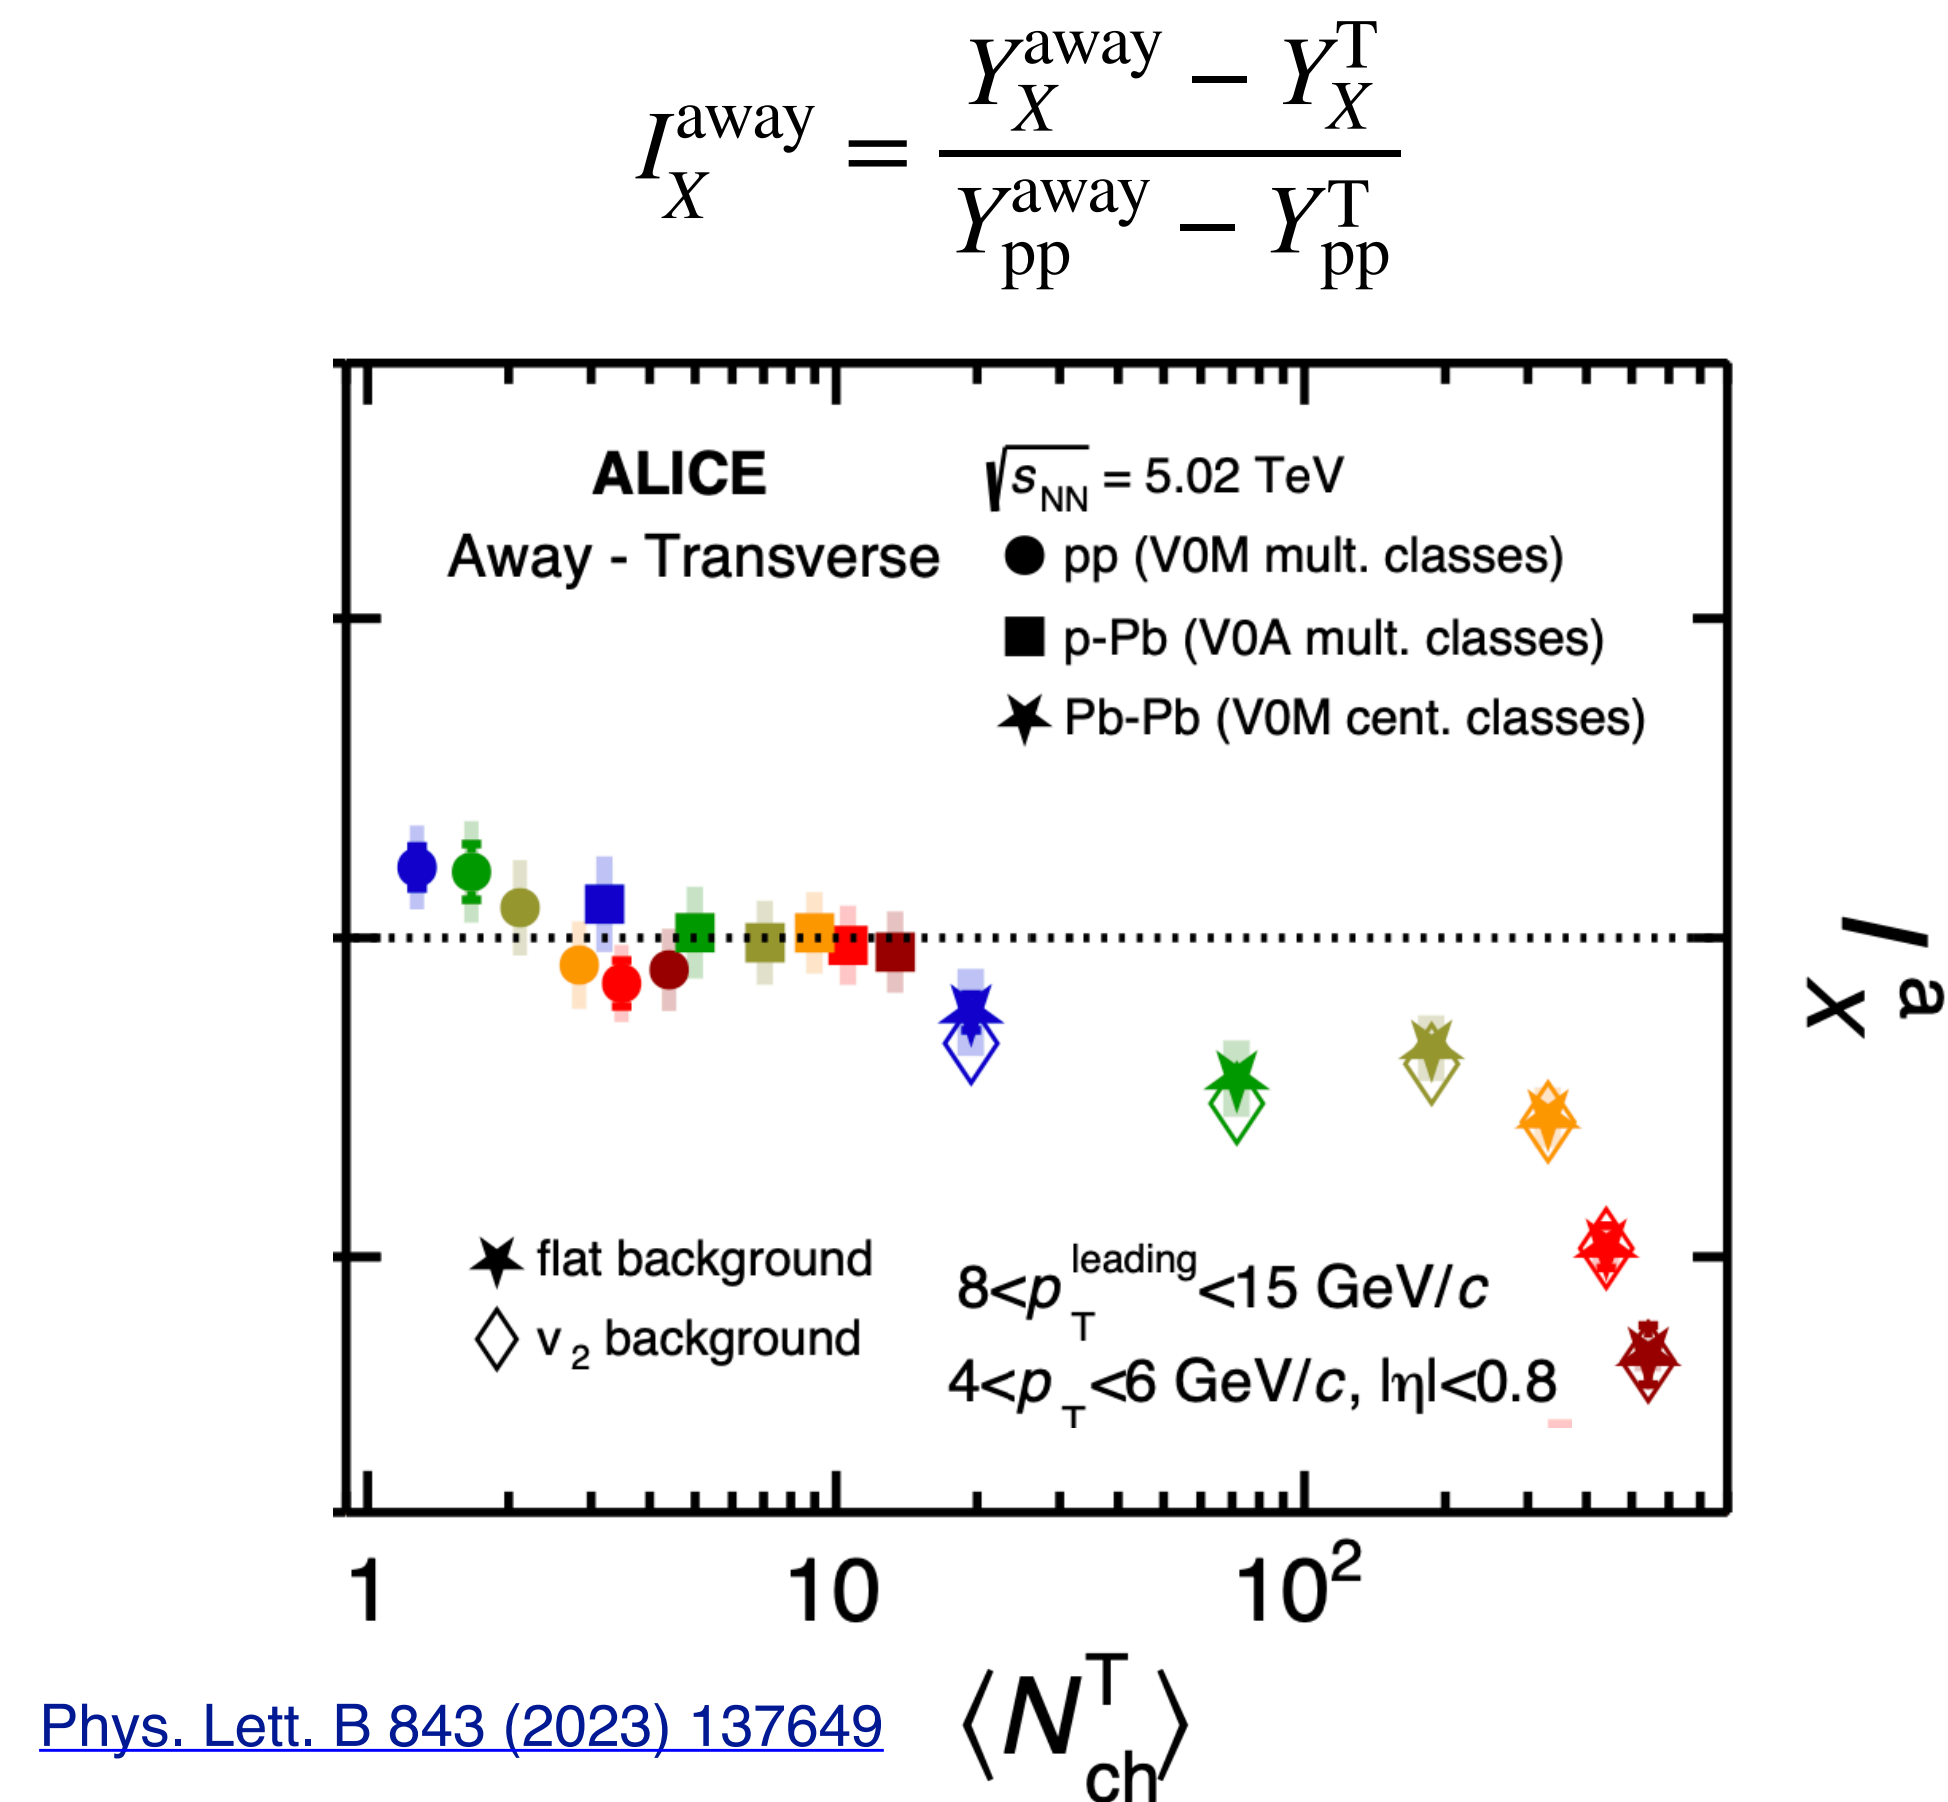 I_X^away = (Y_X^away − Y_X^T) / (Y_pp^away − Y_pp^T)
ALICE
Away - Transverse
√s_NN = 5.02 TeV
pp (V0M mult. classes)
p-Pb (V0A mult. classes)
Pb-Pb (V0M cent. classes)
I_X^a
flat background
v_2 background
8<p_T^leading<15 GeV/c
4<p_T<6 GeV/c, |η|<0.8
1 10 10^2
⟨N_ch^T⟩
Phys. Lett. B 843 (2023) 137649